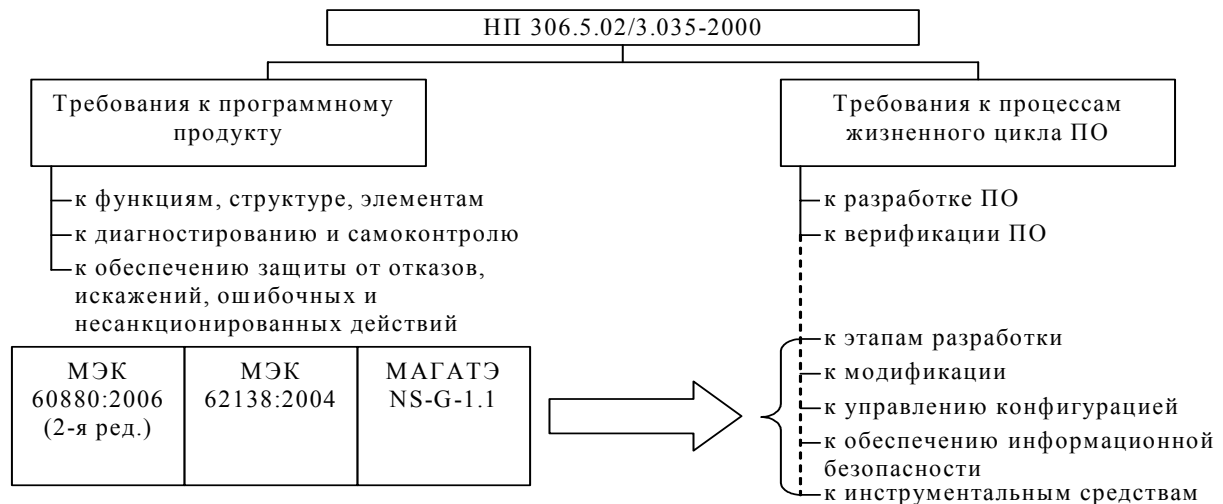 НП 306.5.02/3.035-2000
Требования к программному
продукту
к функциям, структуре, элементам
к диагностированию и самоконтролю
к обеспечению защиты от отказов,
искажений, ошибочных и
несанкционированных действий
Требования к процессам
жизненного цикла ПО
к разработке ПО
к верификации ПО
МЭК
60880:2006
(2-я ред.)
МЭК
62138:2004
МАГАТЭ
NS-G-1.1
к этапам разработки
к модификации
к управлению конфигурацией
к обеспечению информационной
безопасности
к инструментальным средствам